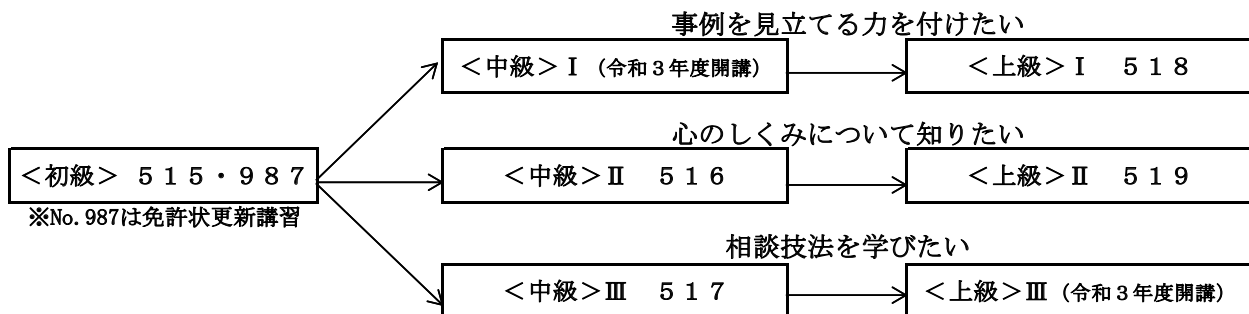 事例を見立てる力を付けたい
＜中級＞Ⅰ（令和３年度開講）
＜上級＞Ⅰ　５１８
心のしくみについて知りたい
＜初級＞ ５１５・９８７
＜中級＞Ⅱ　５１６
＜上級＞Ⅱ　５１９
※No.987は免許状更新講習
相談技法を学びたい
＜中級＞Ⅲ　５１７
＜上級＞Ⅲ（令和３年度開講）